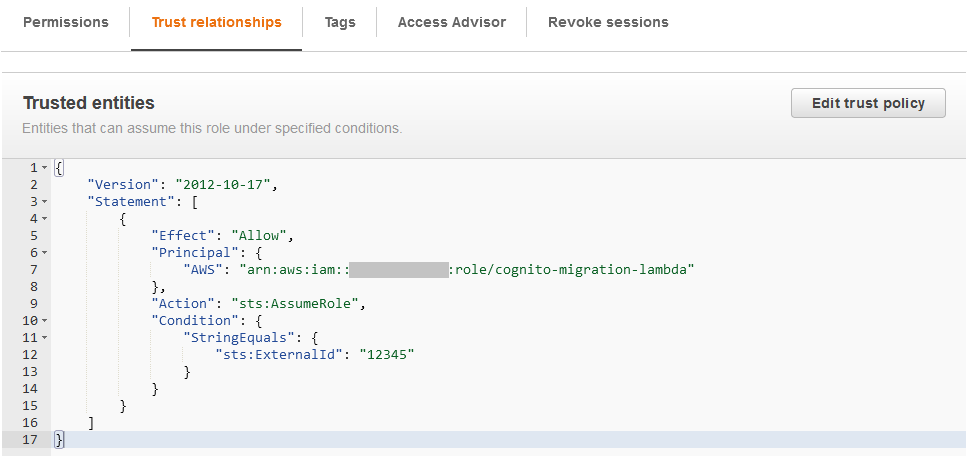 Permissions Trust relationships Tags Access Advisor Revoke sessions
Trusted entities
Edit trust policy
Entities that can assume this role under specified conditions.
1 {
2 "Version": "2012-10-17",
3 "Statement": [
4 {
5 "Effect": "Allow",
6 "Principal": {
7 "AWS": "arn:aws:iam:: :role/cognito-migration-lambda"
8 },
9 "Action": "sts:AssumeRole",
10 "Condition": {
11 "StringEquals": {
12 "sts:ExternalId": "12345"
13 }
14 }
15 }
16 ]
17 }